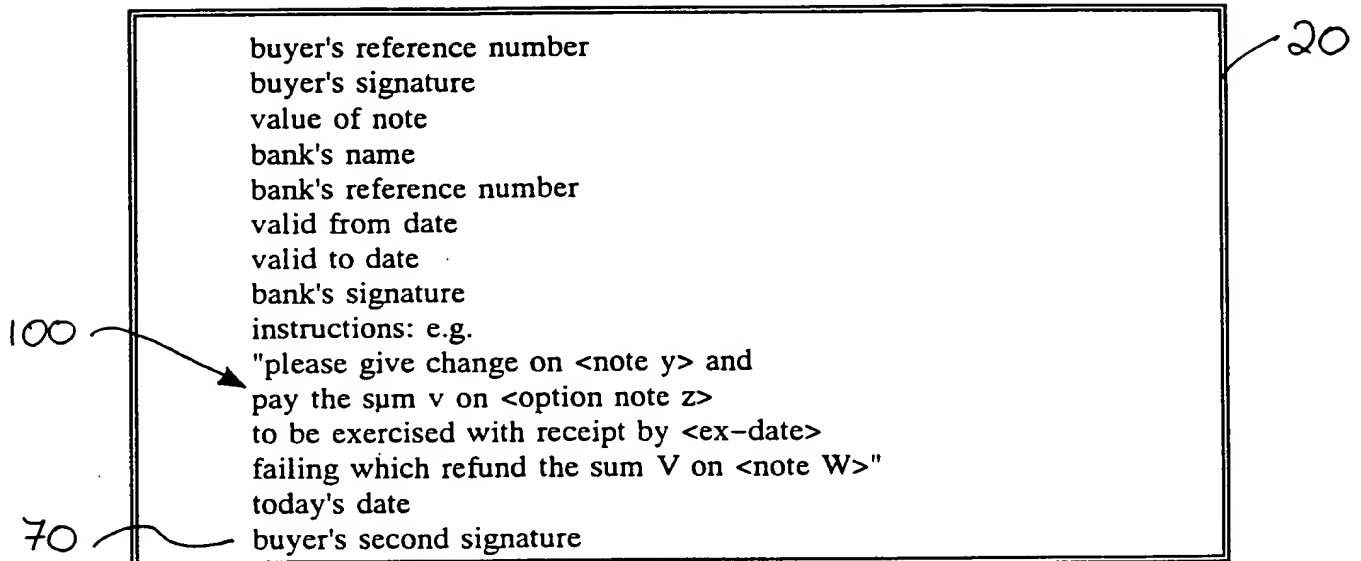 20
buyer's reference number
buyer's signature
value of note
bank's name
bank's reference number
valid from date
valid to date
bank's signature
instructions: e.g.
100
"please give change on <note y> and
pay the sum v on <option note z>
to be exercised with receipt by <ex-date>
failing which refund the sum V on <note W>"
today's date
70
buyer's second signature